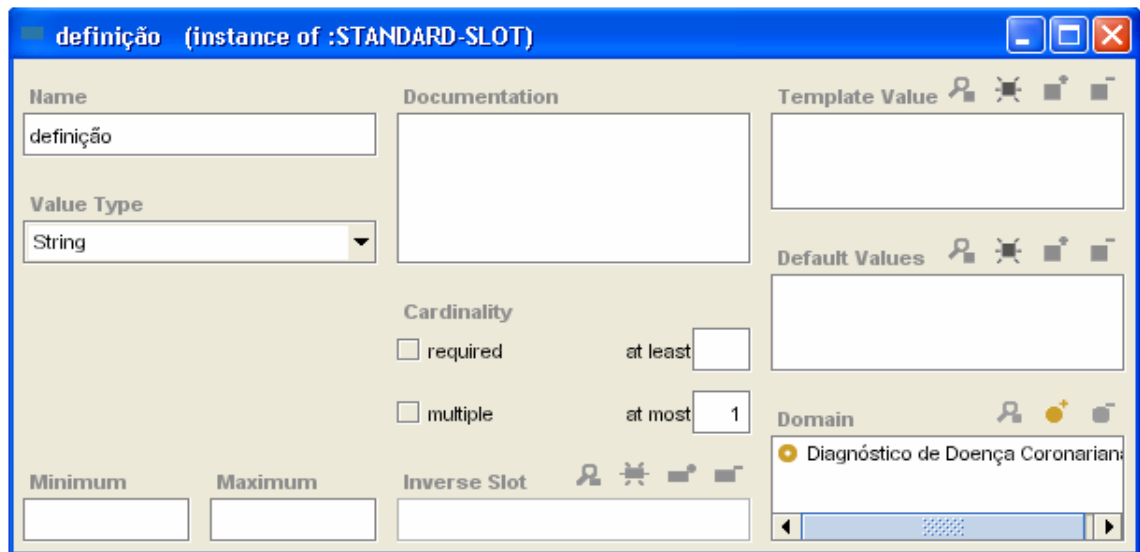 definição (instance of :STANDARD-SLOT)
Name
definição
Value Type
String
Minimum
Maximum
Documentation
Cardinality
required
at least
multiple
at most 1
Inverse Slot
Template Value
Default Values
Domain
Diagnóstico de Doença Coronarian